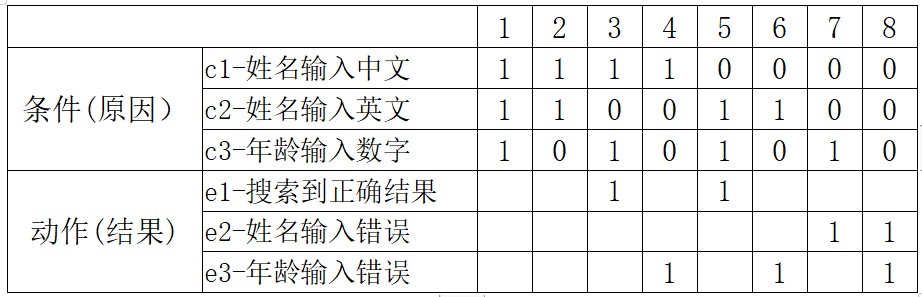 1 2 3 4 5 6 7 8
条件(原因） c1-姓名输入中文 1 1 1 1 0 0 0 0
c2-姓名输入英文 1 1 0 0 1 1 0 0
c3-年龄输入数字 1 0 1 0 1 0 1 0
动作(结果) e1-搜索到正确结果 1 1
e2-姓名输入错误 1 1
e3-年龄输入错误 1 1 1